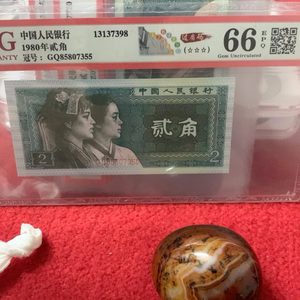 G
中国人民银行
1980年贰角
冠号：GQ85807355
13137398
(☆☆☆)
66 EPQ
Gem Uncirculated
RANTY
中国人民银行
贰角
2
2